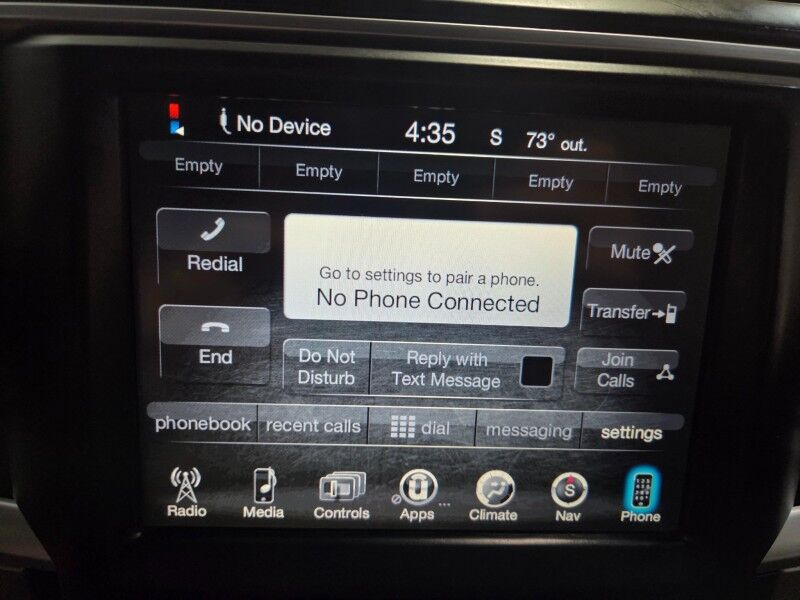 No Device 4:35 S 73° out.
Empty Empty Empty Empty Empty
Redial
Go to settings to pair a phone.
No Phone Connected
Mute
Transfer
End
Do Not
Disturb
Reply with
Text Message
Join
Calls
phonebook recent calls dial messaging settings
S
Radio Media Controls Apps Climate Nav Phone